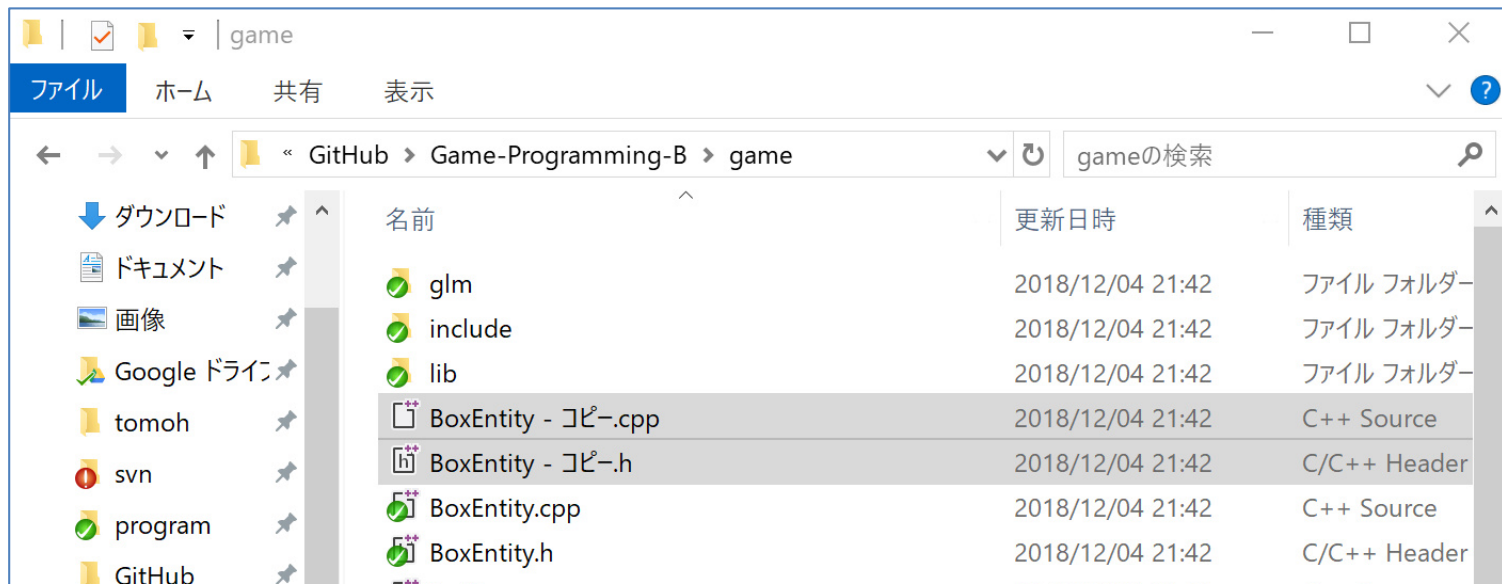 game
ファイル ホーム 共有 表示
« GitHub > Game-Programming-B > game gameの検索
ダウンロード
ドキュメント
画像
Google ドライブ
tomoh
svn
program
GitHub
名前 更新日時 種類
glm 2018/12/04 21:42 ファイル フォルダー
include 2018/12/04 21:42 ファイル フォルダー
lib 2018/12/04 21:42 ファイル フォルダー
BoxEntity - コピー.cpp 2018/12/04 21:42 C++ Source
BoxEntity - コピー.h 2018/12/04 21:42 C/C++ Header
BoxEntity.cpp 2018/12/04 21:42 C++ Source
BoxEntity.h 2018/12/04 21:42 C/C++ Header